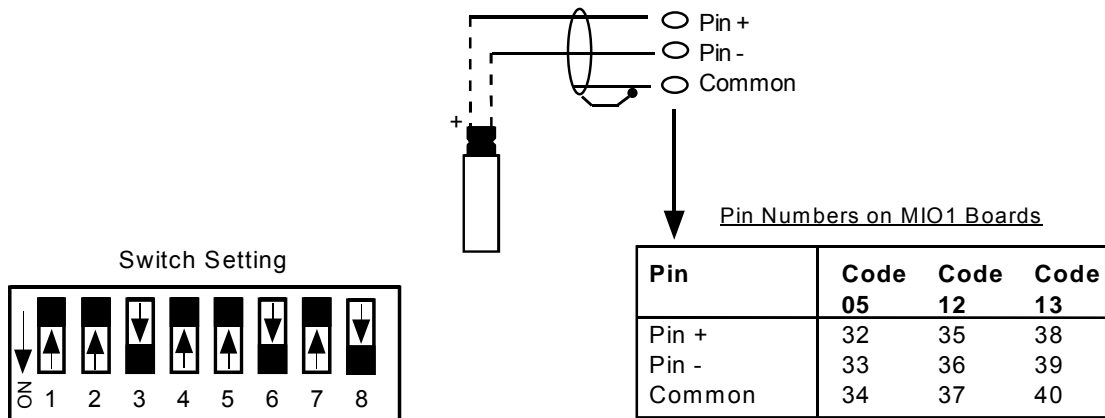 Pin +
Pin -
Common
+
Pin Numbers on MIO1 Boards
Switch Setting
ON 1 2 3 4 5 6 7 8
Pin Code Code Code
05 12 13
Pin + 32 35 38
Pin - 33 36 39
Common 34 37 40